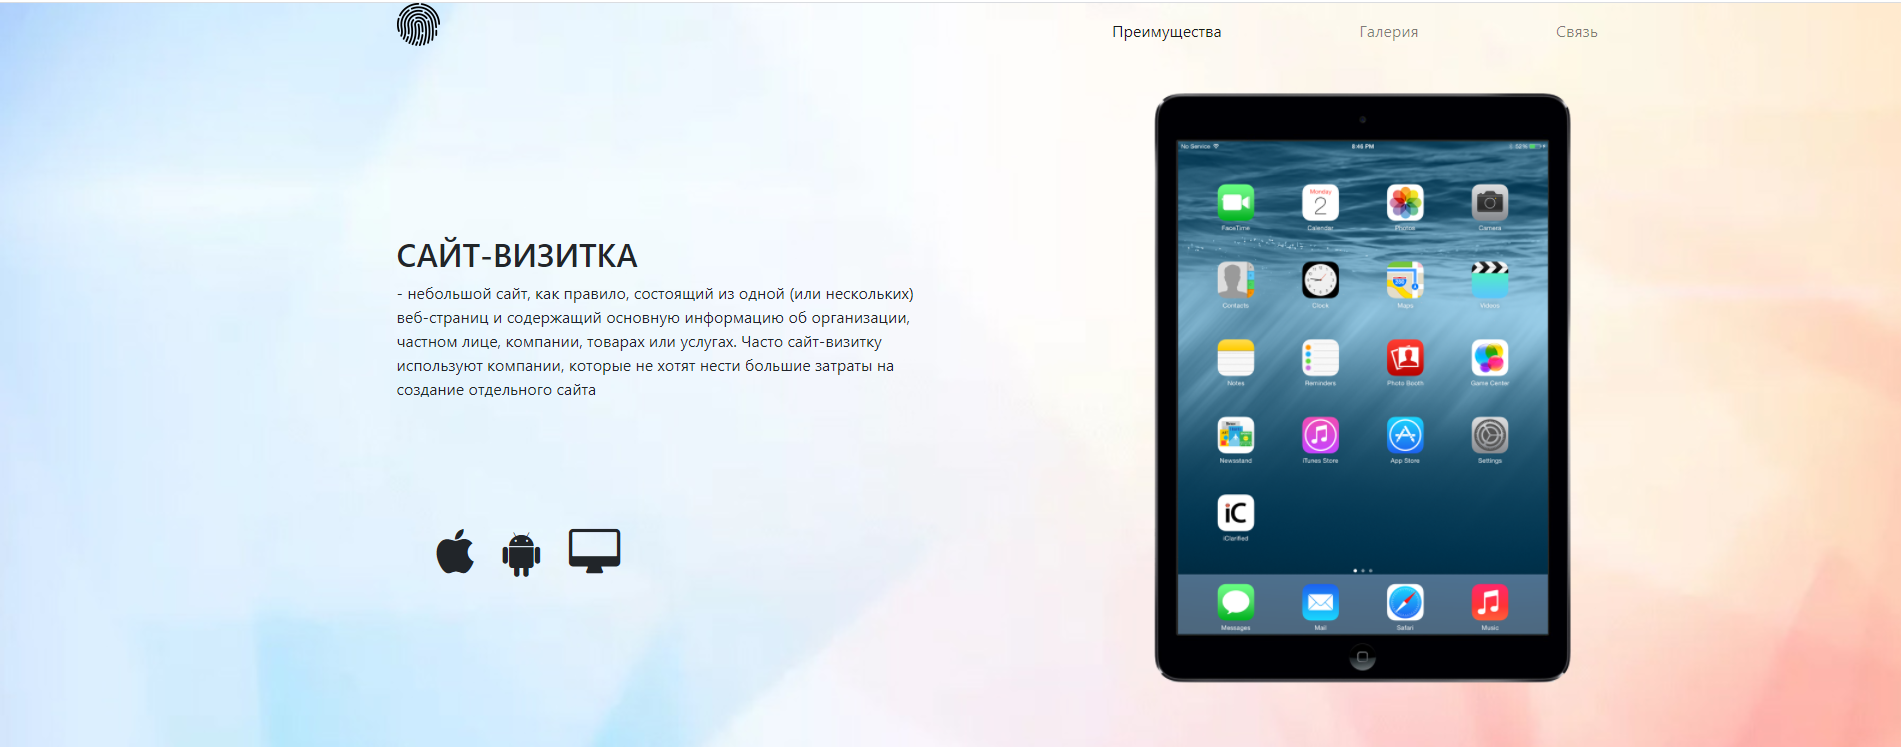 Преимущества Галерия Связь
САЙТ-ВИЗИТКА
- небольшой сайт, как правило, состоящий из одной (или нескольких)
веб-страниц и содержащий основную информацию об организации,
частном лице, компании, товарах или услугах. Часто сайт-визитку
используют компании, которые не хотят нести большие затраты на
создание отдельного сайта
No Service 8:46 PM 52%
Monday
2
FaceTime Calendar Photos Camera
Contacts Clock Maps Videos
Notes Reminders Photo Booth Game Center
Newsstand iTunes Store App Store Settings
iC
iClarified
Messages Mail Safari Music